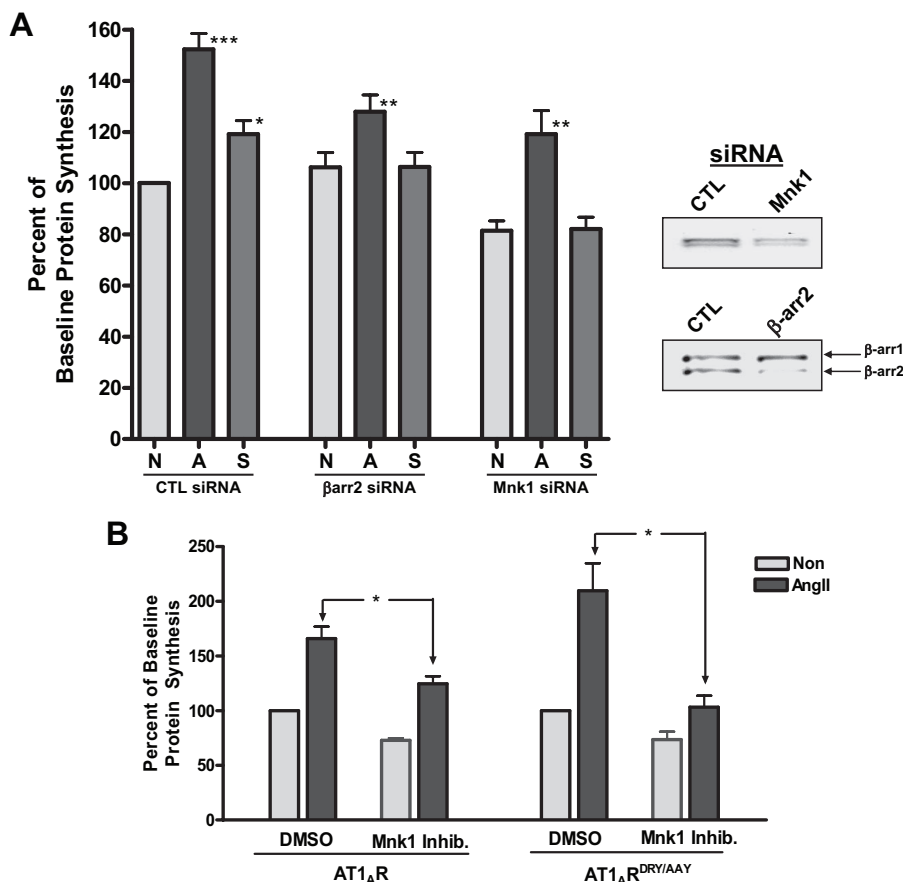 A
Percent of
Baseline Protein Synthesis
160
140
120
100
80
60
40
20
0
***
*
**
**
N A S N A S N A S
CTL siRNA βarr2 siRNA Mnk1 siRNA
siRNA
CTL Mnk1
CTL β-arr2
β-arr1
β-arr2
B
Percent of Baseline
Protein Synthesis
250
200
150
100
50
0
*
*
Non
AngII
DMSO Mnk1 Inhib. DMSO Mnk1 Inhib.
AT1AR AT1AR^DRY/AAY